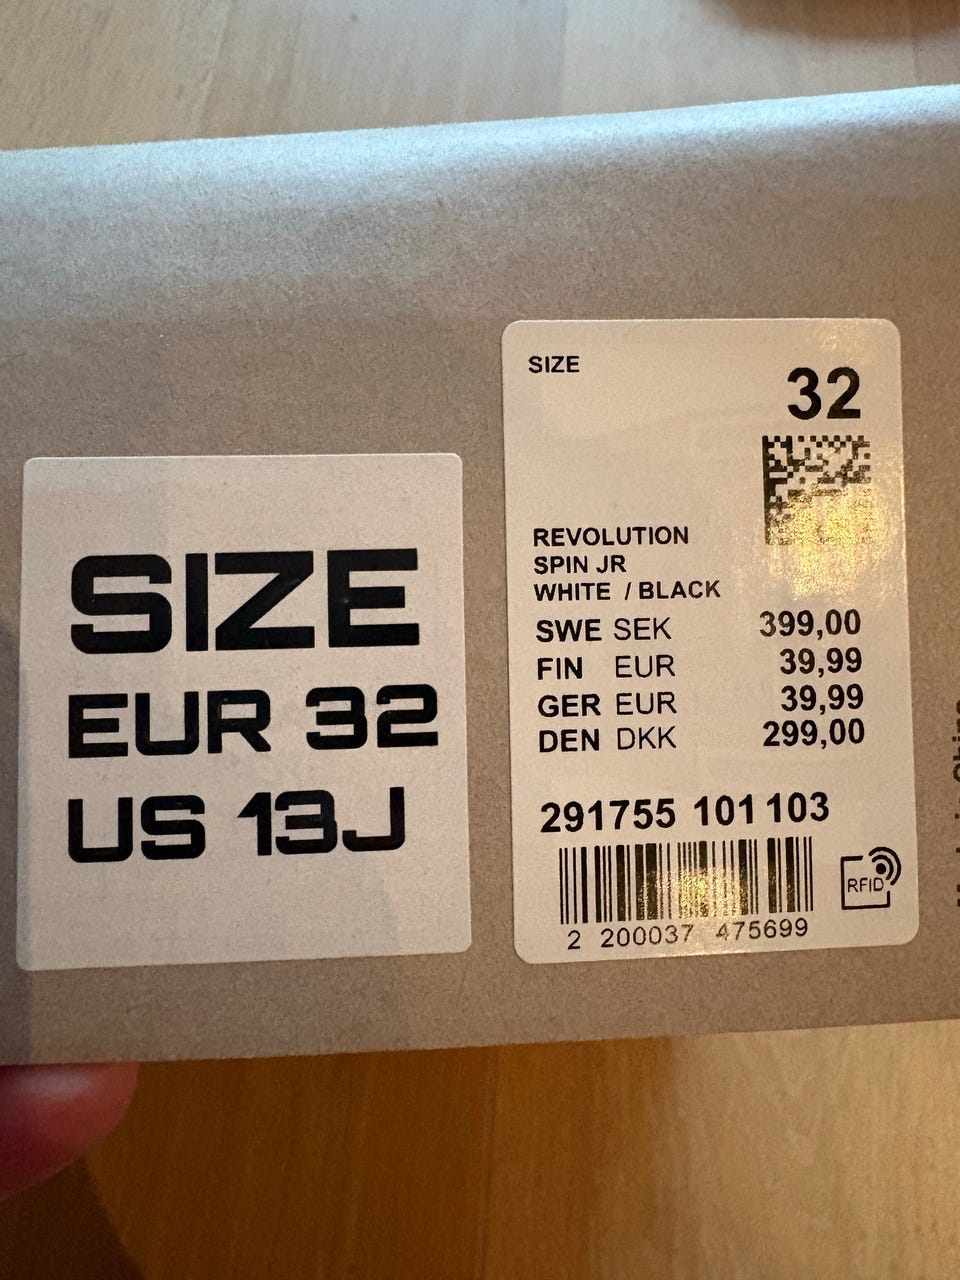 SIZE
EUR 32
US 13J
SIZE
32
REVOLUTION
SPIN JR
WHITE / BLACK
SWE SEK 399,00
FIN EUR 39,99
GER EUR 39,99
DEN DKK 299,00
291755 101 103
2 200037 475699
RFID